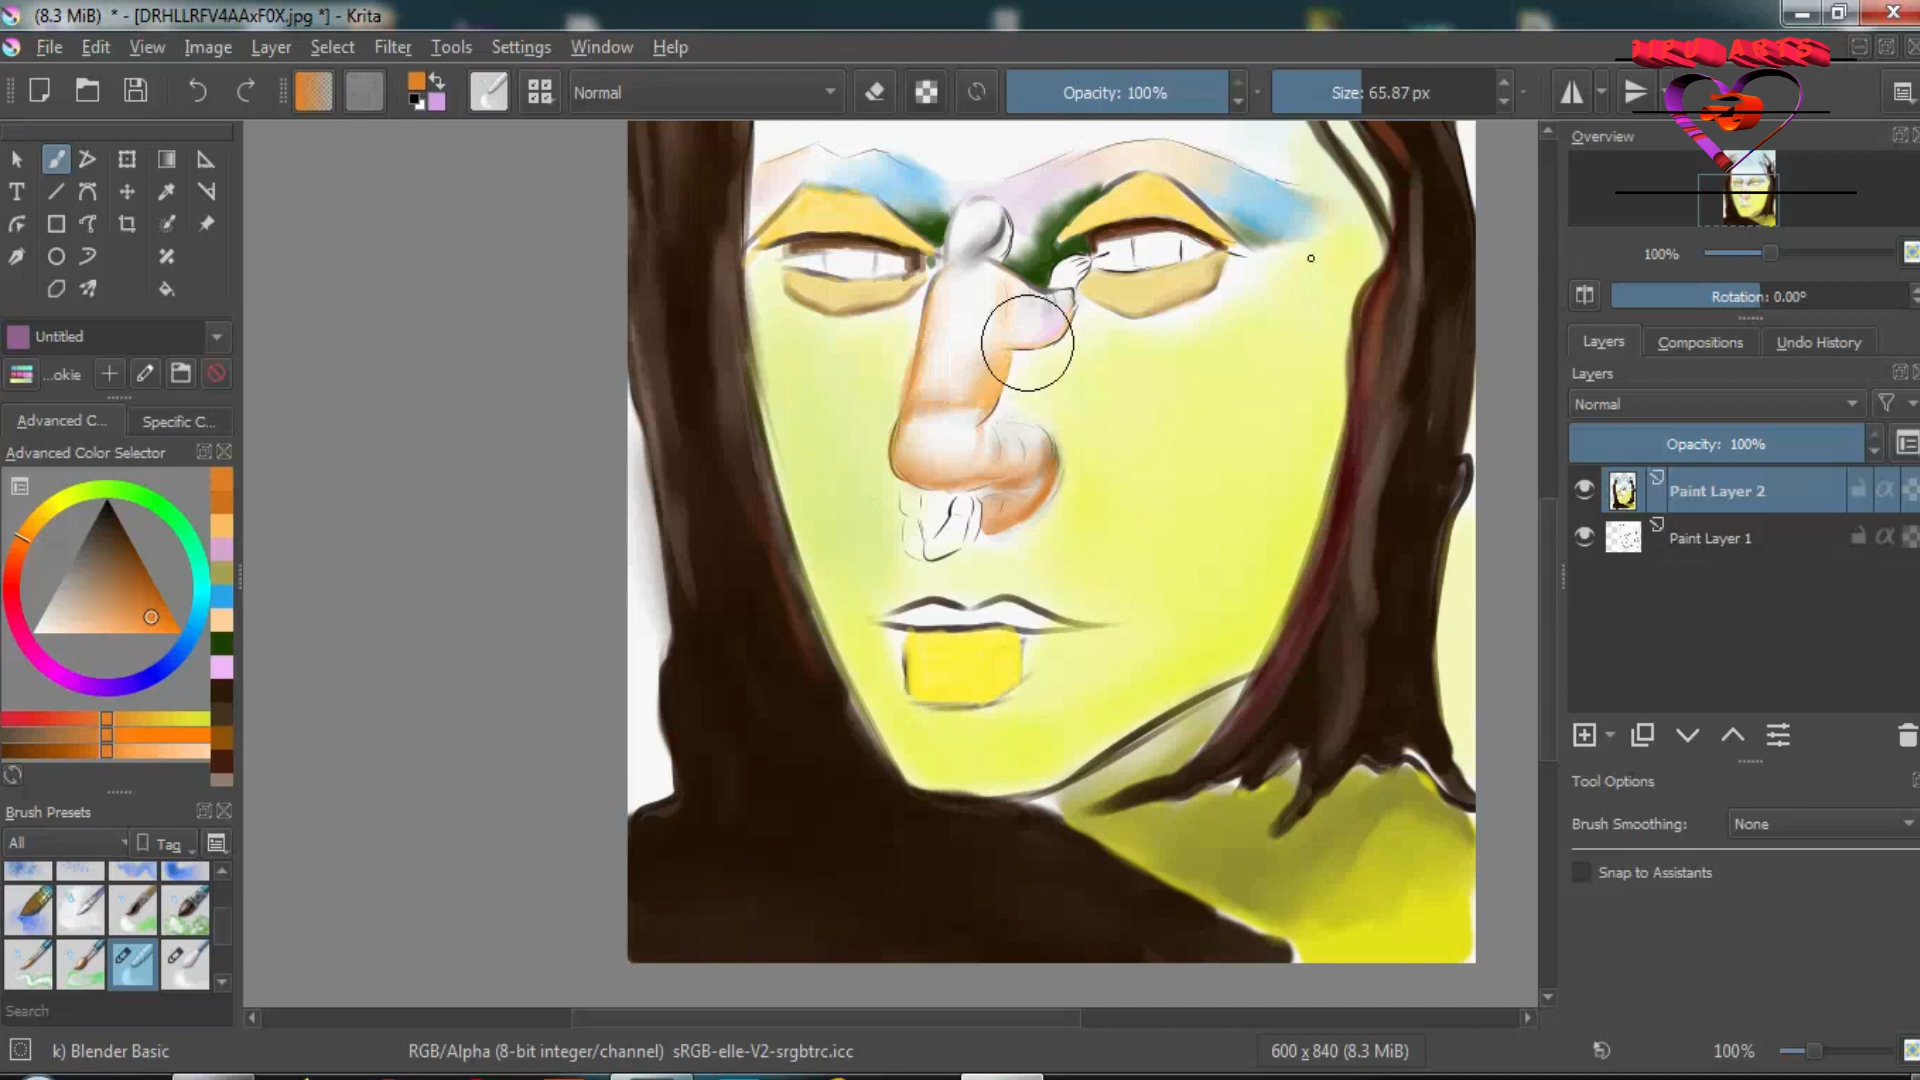 (8.3 MiB) * - [DRHLLRFV4AAxF0X.jpg *] - Krita
File Edit View Image Layer Select Filter Tools Settings Window Help
ARTS
Normal Opacity: 100% Size: 65.87 px
Overview
100%
Rotation: 0.00°
Untitled
...okie
Layers Compositions Undo History
Layers
Normal
Advanced C... Specific C...
Advanced Color Selector
Opacity: 100%
Paint Layer 2
Paint Layer 1
Tool Options
Brush Presets
Brush Smoothing: None
All Tag
Snap to Assistants
Search
k) Blender Basic RGB/Alpha (8-bit integer/channel) sRGB-elle-V2-srgbtrc.icc 600 x 840 (8.3 MiB) 100%